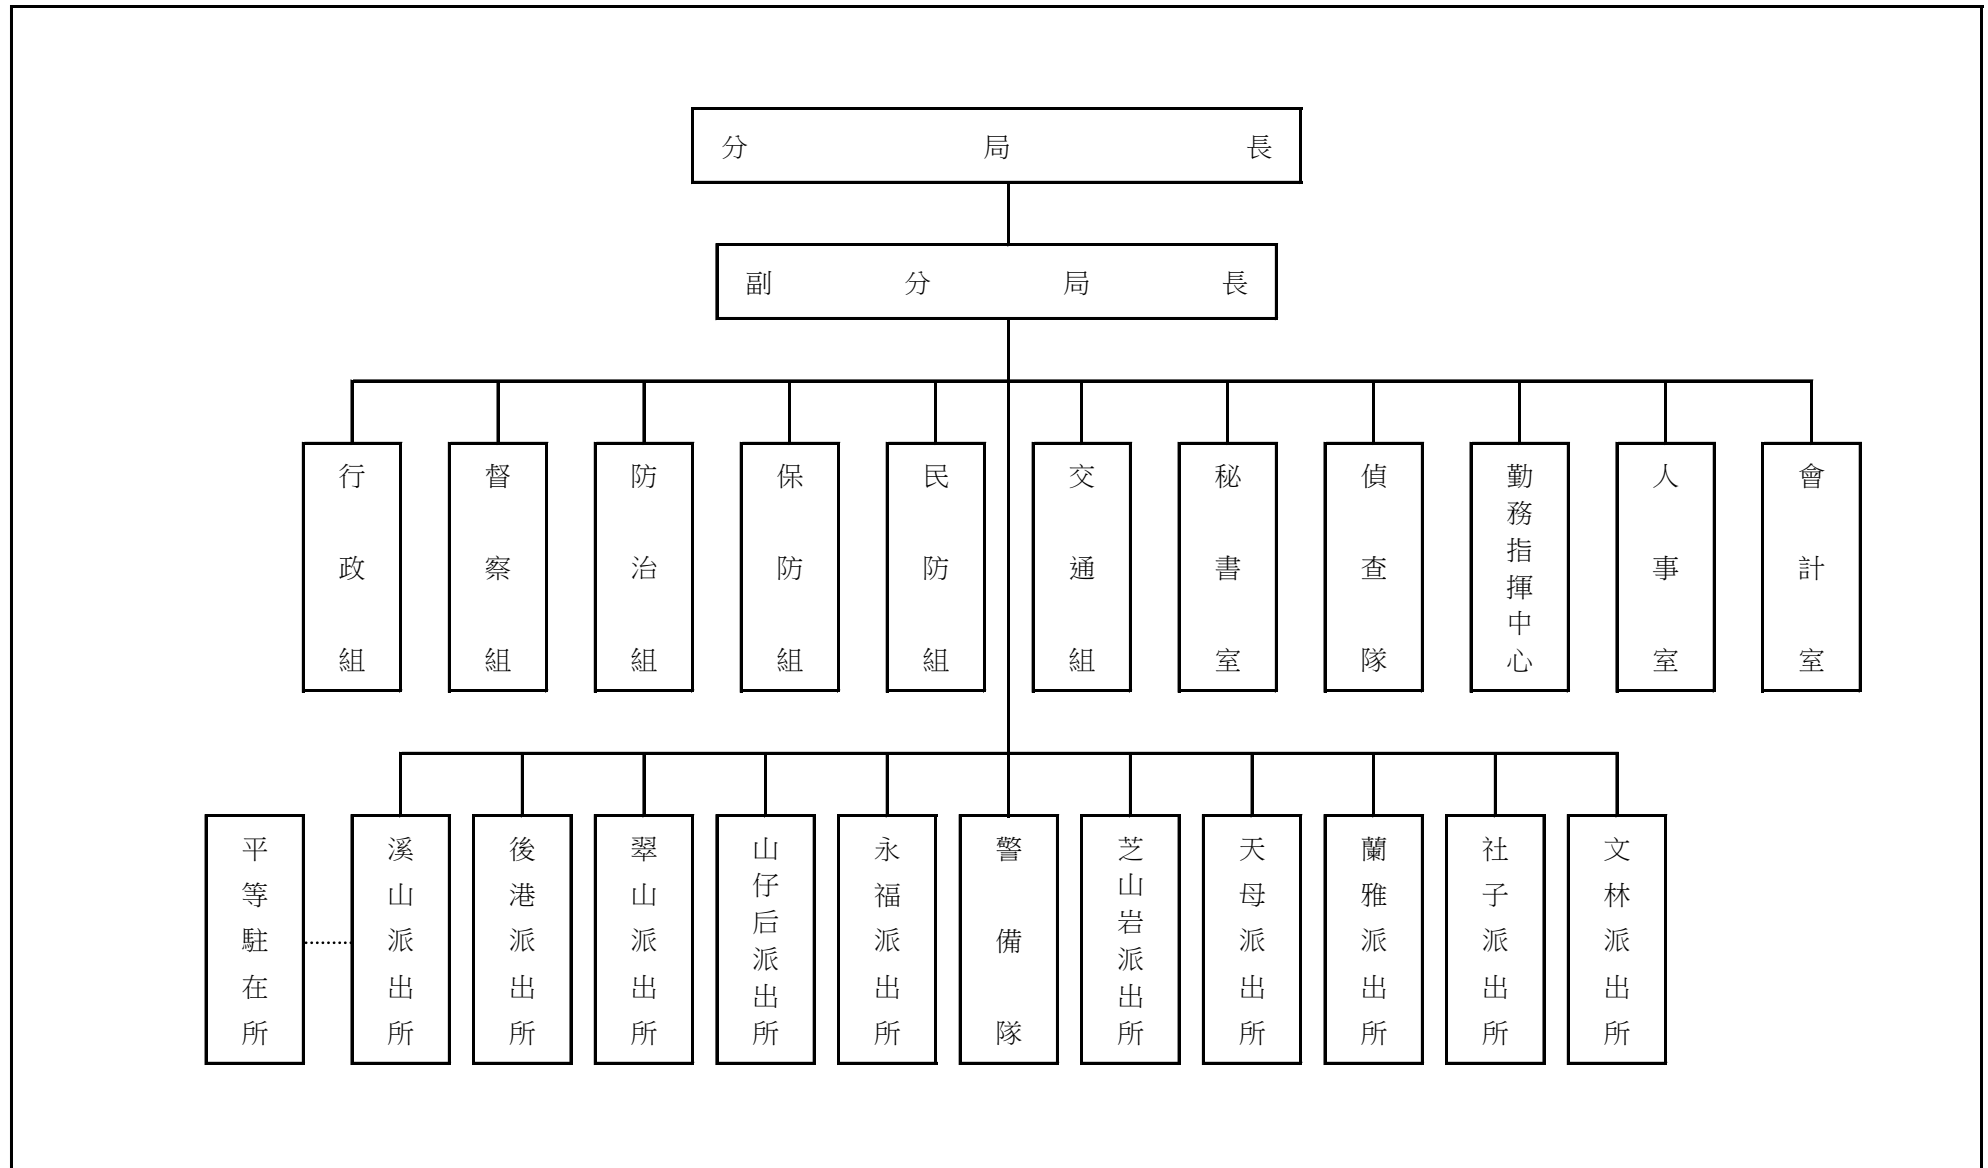 分局長
副分局長
行政組
督察組
防治組
保防組
民防組
交通組
秘書室
偵查隊
勤務指揮中心
人事室
會計室
平等駐在所
溪山派出所
後港派出所
翠山派出所
山仔后派出所
永福派出所
警備隊
芝山岩派出所
天母派出所
蘭雅派出所
社子派出所
文林派出所